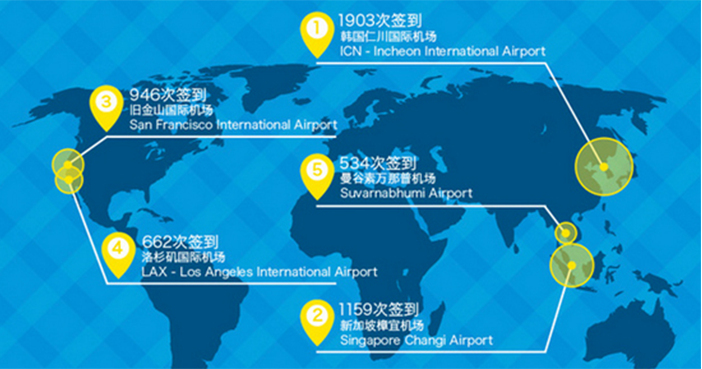 1
1903次签到
韩国仁川国际机场
ICN - Incheon International Airport
3
946次签到
旧金山国际机场
San Francisco International Airport
5
534次签到
曼谷素万那普机场
Suvarnabhumi Airport
4
662次签到
洛杉矶国际机场
LAX - Los Angeles International Airport
2
1159次签到
新加坡樟宜机场
Singapore Changi Airport